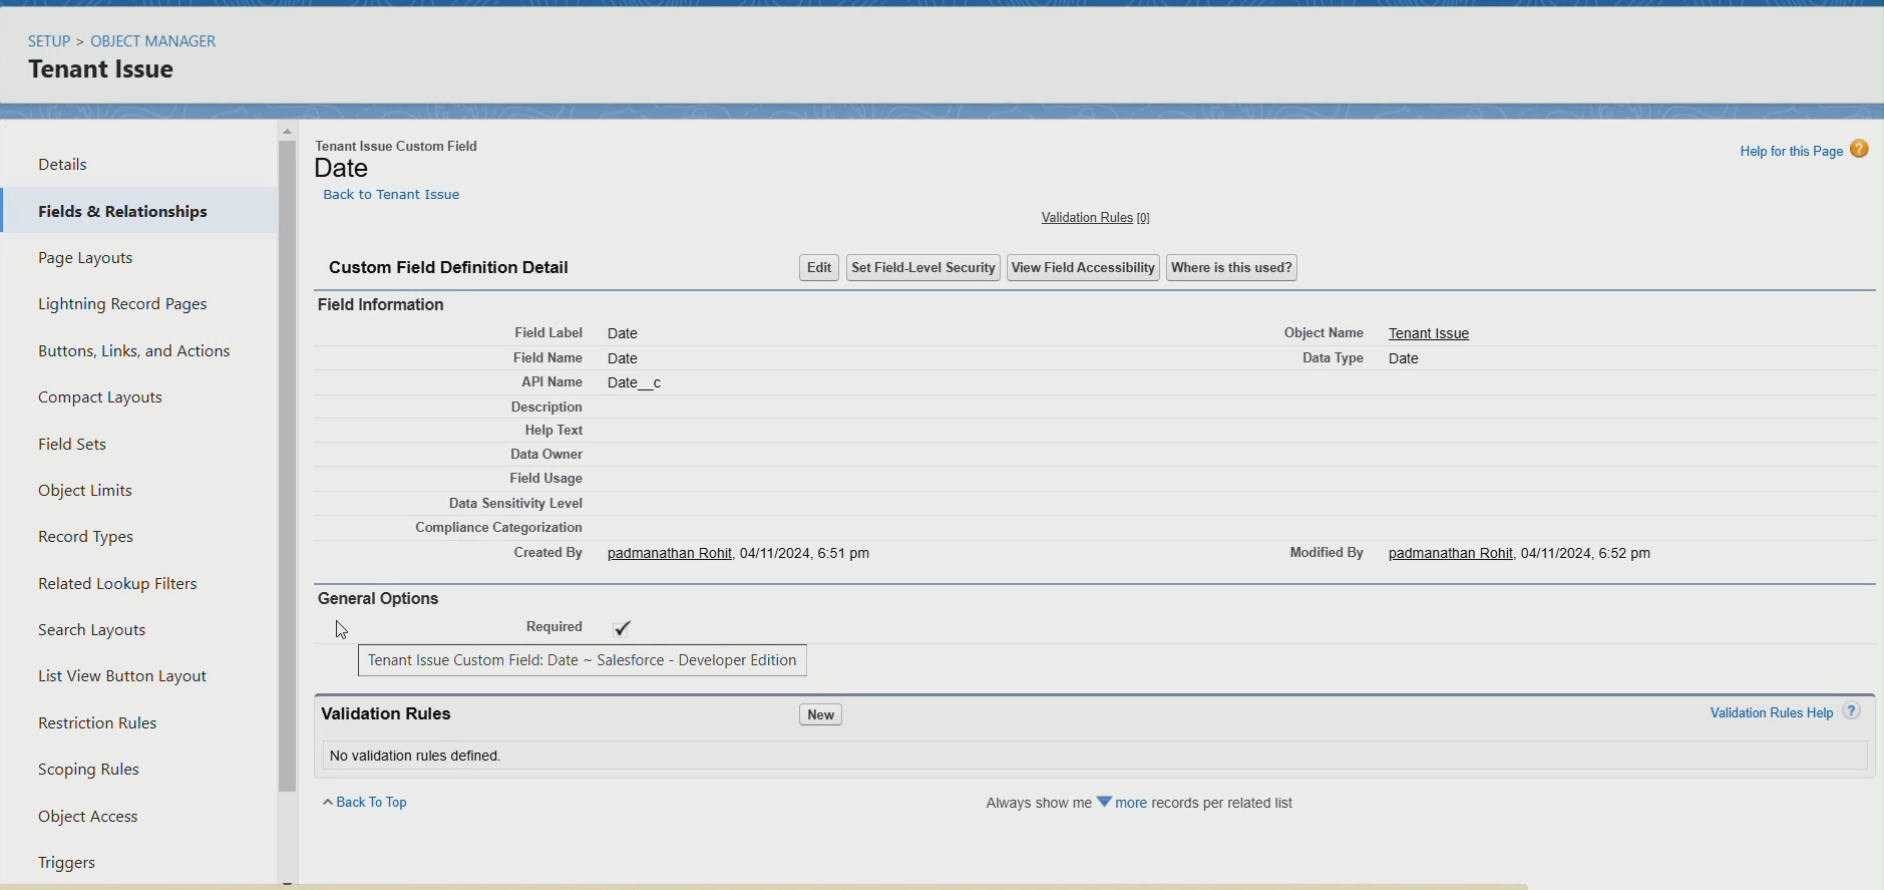 SETUP > OBJECT MANAGER
Tenant Issue
Details
Fields & Relationships
Page Layouts
Lightning Record Pages
Buttons, Links, and Actions
Compact Layouts
Field Sets
Object Limits
Record Types
Related Lookup Filters
Search Layouts
List View Button Layout
Restriction Rules
Scoping Rules
Object Access
Triggers
Tenant Issue Custom Field
Date
Back to Tenant Issue
Help for this Page ?
Validation Rules [0]
Custom Field Definition Detail Edit Set Field-Level Security View Field Accessibility Where is this used?
Field Information
Field Label Date Object Name Tenant Issue
Field Name Date Data Type Date
API Name Date__c
Description
Help Text
Data Owner
Field Usage
Data Sensitivity Level
Compliance Categorization
Created By padmanathan Rohit, 04/11/2024, 6:51 pm Modified By padmanathan Rohit, 04/11/2024, 6:52 pm
General Options
Required ✓
Tenant Issue Custom Field: Date ~ Salesforce - Developer Edition
Validation Rules New Validation Rules Help ?
No validation rules defined.
Back To Top Always show me more records per related list